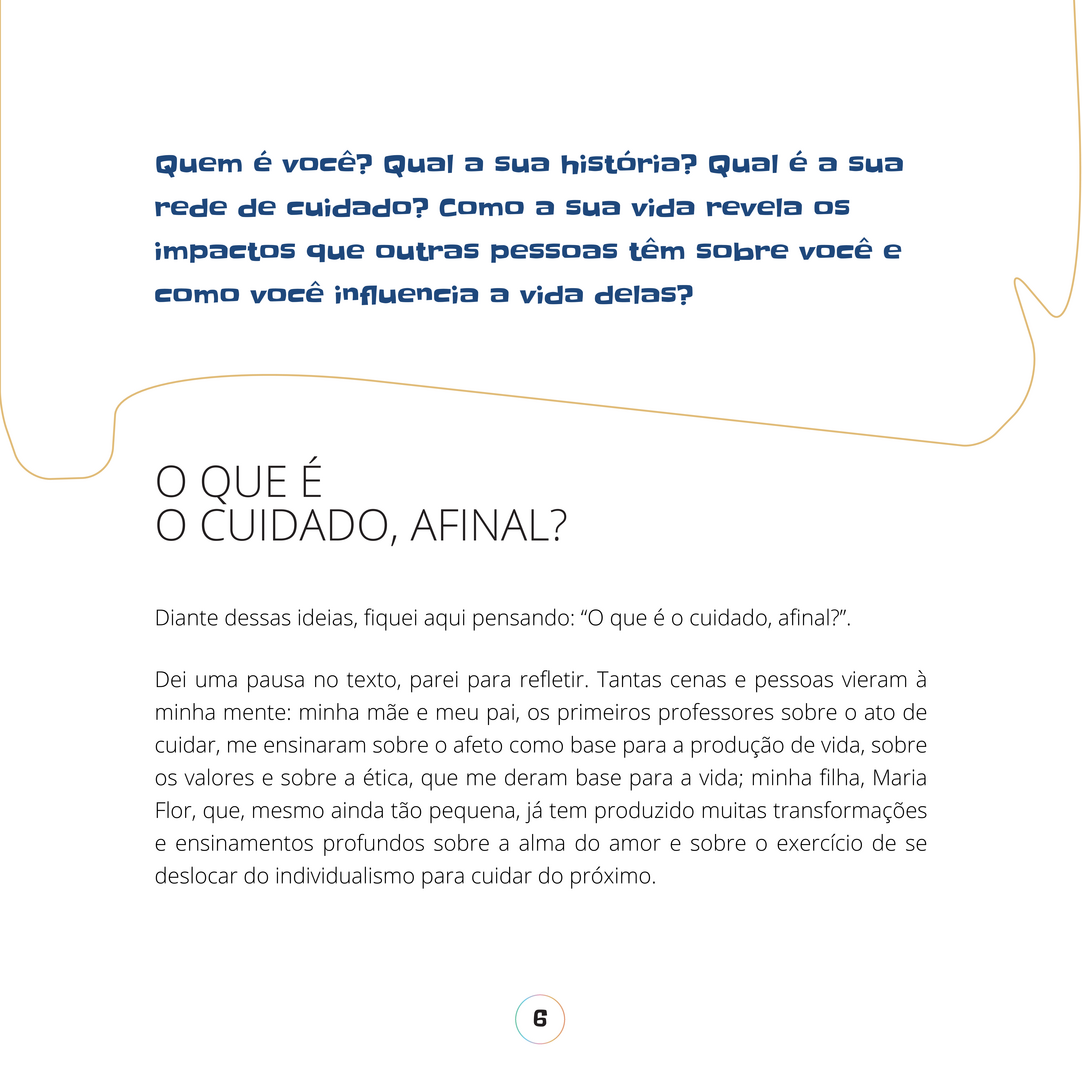 Quem é você? Qual a sua história? Qual é a sua
rede de cuidado? Como a sua vida revela os
impactos que outras pessoas têm sobre você e
como você influencia a vida delas?
O QUE É
O CUIDADO, AFINAL?
Diante dessas ideias, fiquei aqui pensando: “O que é o cuidado, afinal?”.
Dei uma pausa no texto, parei para refletir. Tantas cenas e pessoas vieram à
minha mente: minha mãe e meu pai, os primeiros professores sobre o ato de
cuidar, me ensinaram sobre o afeto como base para a produção de vida, sobre
os valores e sobre a ética, que me deram base para a vida; minha filha, Maria
Flor, que, mesmo ainda tão pequena, já tem produzido muitas transformações
e ensinamentos profundos sobre a alma do amor e sobre o exercício de se
deslocar do individualismo para cuidar do próximo.
6